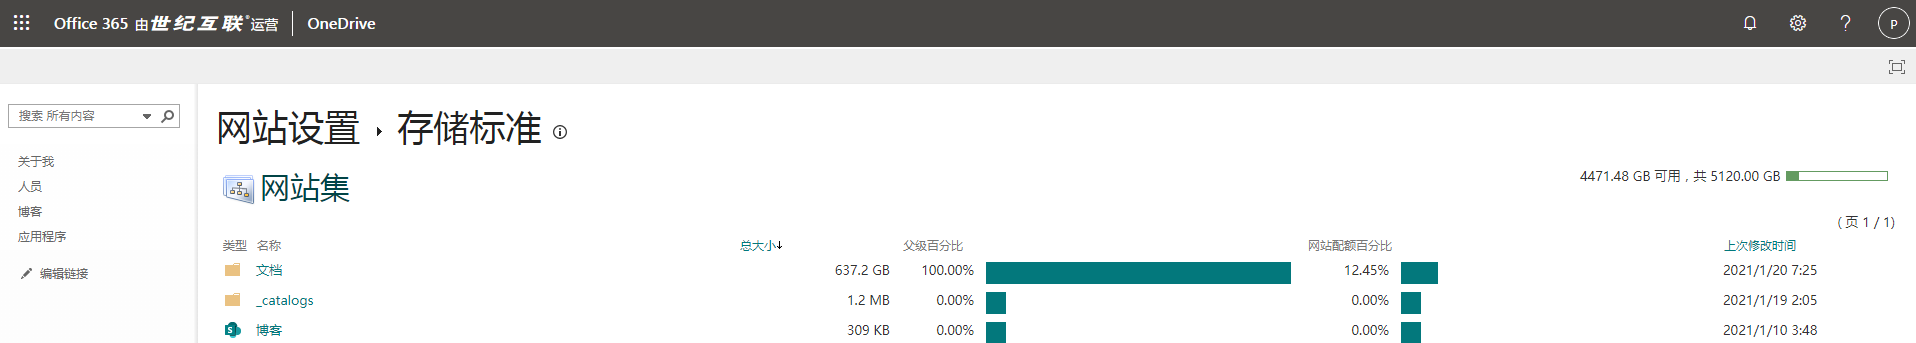 Office 365 由世纪互联®运营 OneDrive P
搜索 所有内容
关于我
人员
博客
应用程序
编辑链接
网站设置 ▸ 存储标准
网站集
4471.48 GB 可用，共 5120.00 GB
( 页 1 / 1)
类型 名称 总大小↓ 父级百分比 网站配额百分比 上次修改时间
文档 637.2 GB 100.00% 12.45% 2021/1/20 7:25
_catalogs 1.2 MB 0.00% 0.00% 2021/1/19 2:05
博客 309 KB 0.00% 0.00% 2021/1/10 3:48